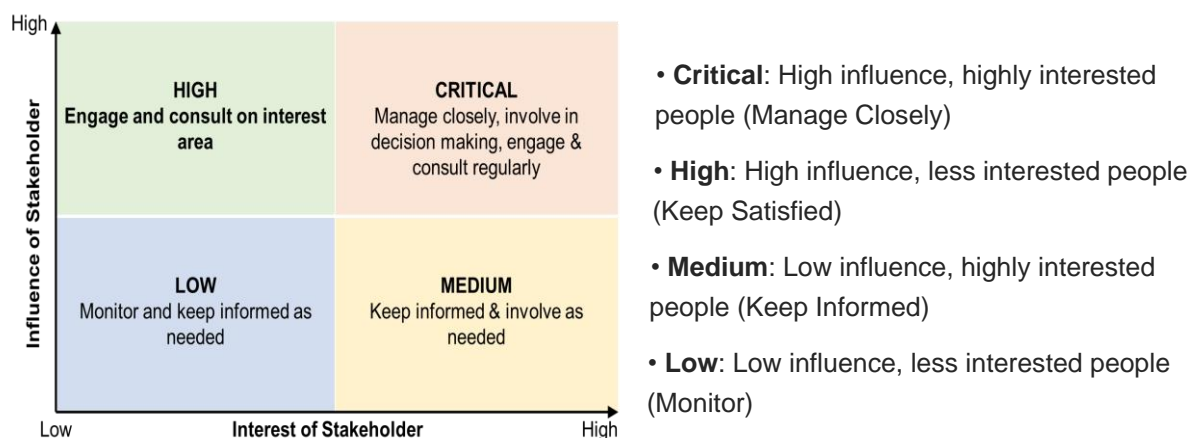 High
HIGH
Engage and consult on interest
area
CRITICAL
Manage closely, involve in
decision making, engage &
consult regularly
Influence of Stakeholder
LOW
Monitor and keep informed as
needed
MEDIUM
Keep informed & involve as
needed
Low
Interest of Stakeholder
High
• Critical: High influence, highly interested
people (Manage Closely)
• High: High influence, less interested people
(Keep Satisfied)
• Medium: Low influence, highly interested
people (Keep Informed)
• Low: Low influence, less interested people
(Monitor)